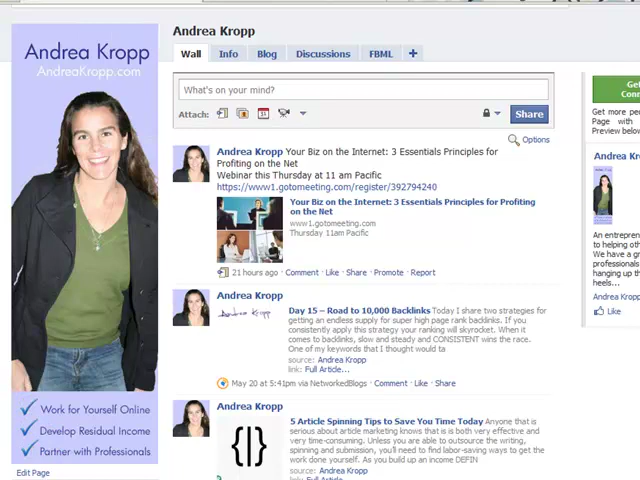 Andrea Kropp
AndreaKropp.com
Work for Yourself Online
Develop Residual Income
Partner with Professionals
Edit Page
Andrea Kropp
Wall Info Blog Discussions FBML +
What's on your mind?
Attach:
Share
Options
Andrea Kropp Your Biz on the Internet: 3 Essentials Principles for
Profiting on the Net
Webinar this Thursday at 11 am Pacific
https://www1.gotomeeting.com/register/392794240
Your Biz on the Internet: 3 Essentials Principles for Profiting
on the Net
www1.gotomeeting.com
Thursday 11am Pacific
21 hours ago · Comment · Like · Share · Promote · Report
Andrea Kropp
Andrea Kropp
Day 15 – Road to 10,000 Backlinks Today I share two strategies for
getting an endless supply for super high page rank backlinks. If you
consistently apply this strategy your ranking will skyrocket. When it
comes to backlinks, slow and steady and CONSISTENT wins the race.
One of my keywords that I thought would ta
source: Andrea Kropp
link: Full Article...
May 20 at 5:41pm via NetworkedBlogs · Comment · Like · Share
Andrea Kropp
5 Article Spinning Tips to Save You Time Today Anyone that is
serious about article marketing knows that is is both very effective and
very time-consuming. Unless you are able to outsource the writing,
spinning and submission, you'll need to find labor-saving ways to get the
work done yourself. As you build up an income DEFIN
source: Andrea Kropp
Get
Conn
Get more peo
Page with
Preview below
Andrea Kr
An entrepren
to helping oth
We have a gr
professionals
hanging up th
heels...
Andrea Kropp
Like